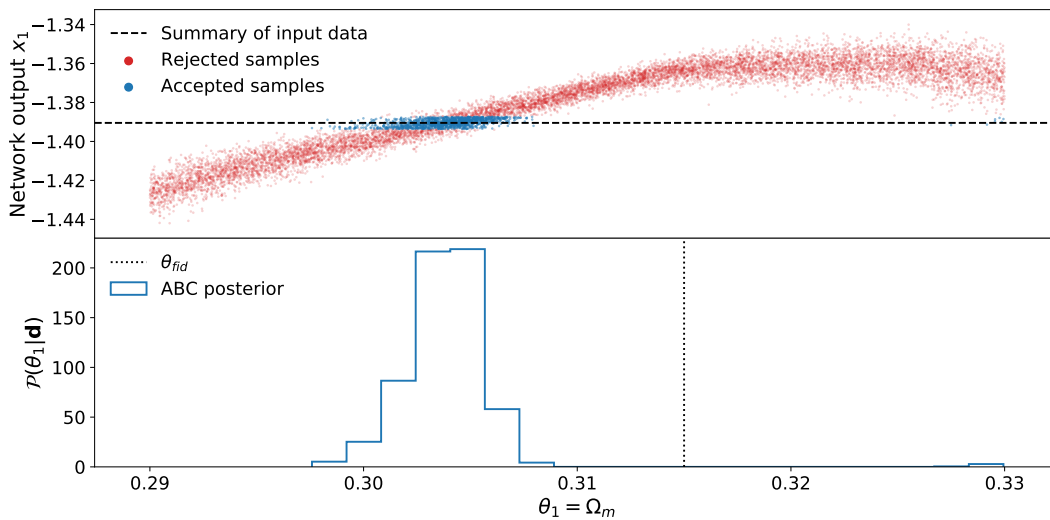 Network output x₁
−1.34
−1.36
−1.38
−1.40
−1.42
−1.44
Summary of input data
Rejected samples
Accepted samples
𝒫(θ₁|𝐝)
200
150
100
50
0
θ_fid
ABC posterior
0.29 0.30 0.31 0.32 0.33
θ₁ = Ω_m